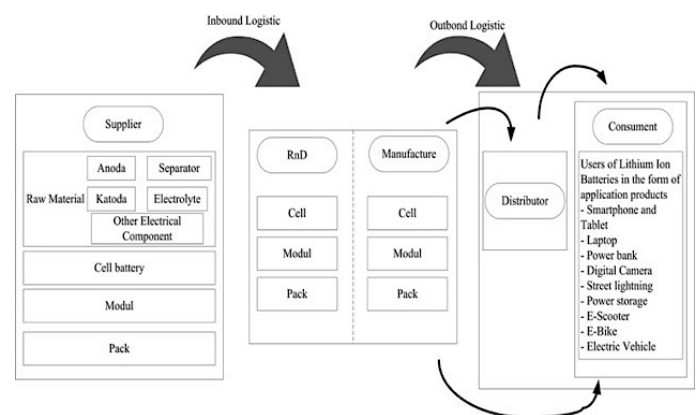 Inbound Logistic
Outbond Logistic
Supplier
Anoda
Separator
Raw Material
Katoda
Electrolyte
Other Electrical
Component
Cell battery
Modul
Pack
RnD
Cell
Modul
Pack
Manufacture
Cell
Modul
Pack
Distributor
Consument
Users of Lithium Ion
Batteries in the form of
application products
- Smartphone and
Tablet
- Laptop
- Power bank
- Digital Camera
- Street lightning
- Power storage
- E-Scooter
- E-Bike
- Electric Vehicle